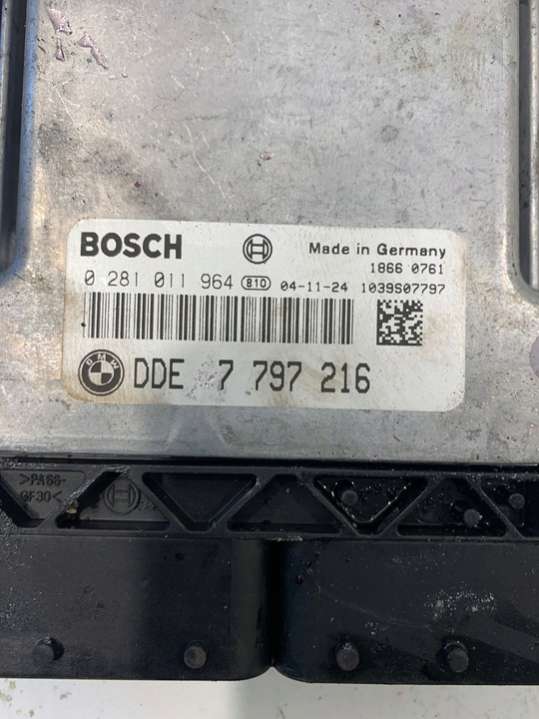 BOSCH
Made in Germany
1866 0761
0 281 011 964 810 04-11-24 1039S07797
BMW
DDE 7 797 216
>PA66-
GF30<